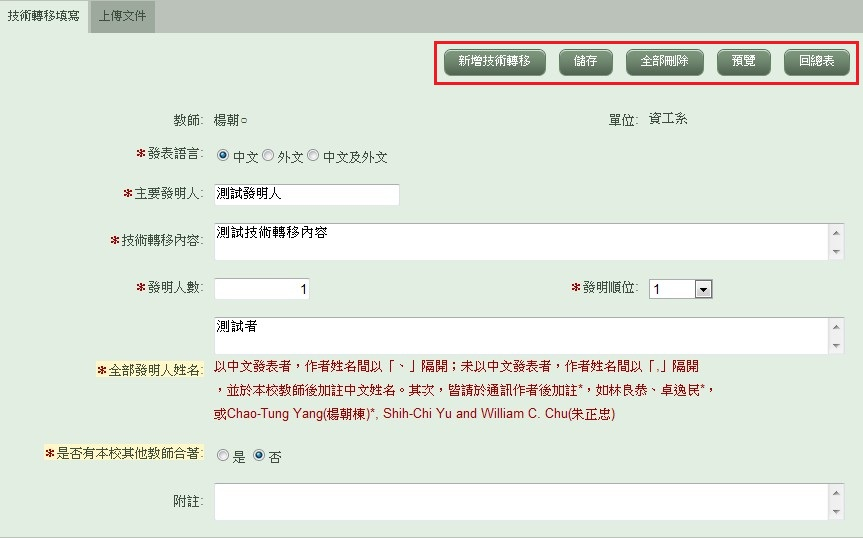 技術轉移填寫 上傳文件
新增技術轉移 儲存 全部刪除 預覽 回總表
教師: 楊朝○ 單位: 資工系
*發表語言: 中文 外文 中文及外文
*主要發明人: 測試發明人
*技術轉移內容: 測試技術轉移內容
*發明人數: 1 *發明順位: 1
測試者
*全部發明人姓名: 以中文發表者，作者姓名間以「、」隔開；未以中文發表者，作者姓名間以「,」隔開
，並於本校教師後加註中文姓名。其次，皆請於通訊作者後加註*，如林良恭、卓逸民*，
或Chao-Tung Yang(楊朝棟)*, Shih-Chi Yu and William C. Chu(朱正忠)
*是否有本校其他教師合著: 是 否
附註: